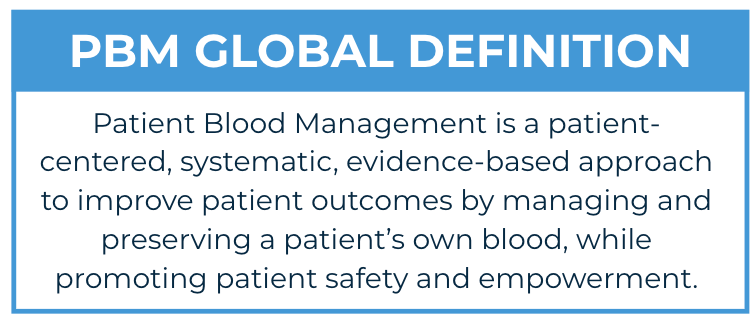 PBM GLOBAL DEFINITION
Patient Blood Management is a patient-
centered, systematic, evidence-based approach
to improve patient outcomes by managing and
preserving a patient’s own blood, while
promoting patient safety and empowerment.